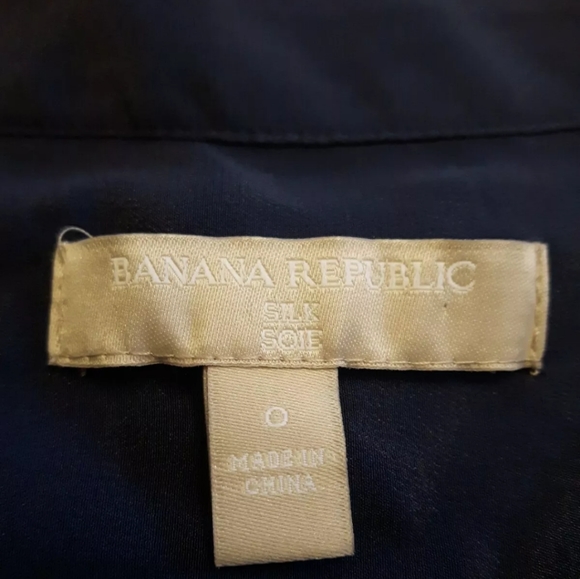 BANANA REPUBLIC
SILK
SOIE
0
MADE IN
CHINA